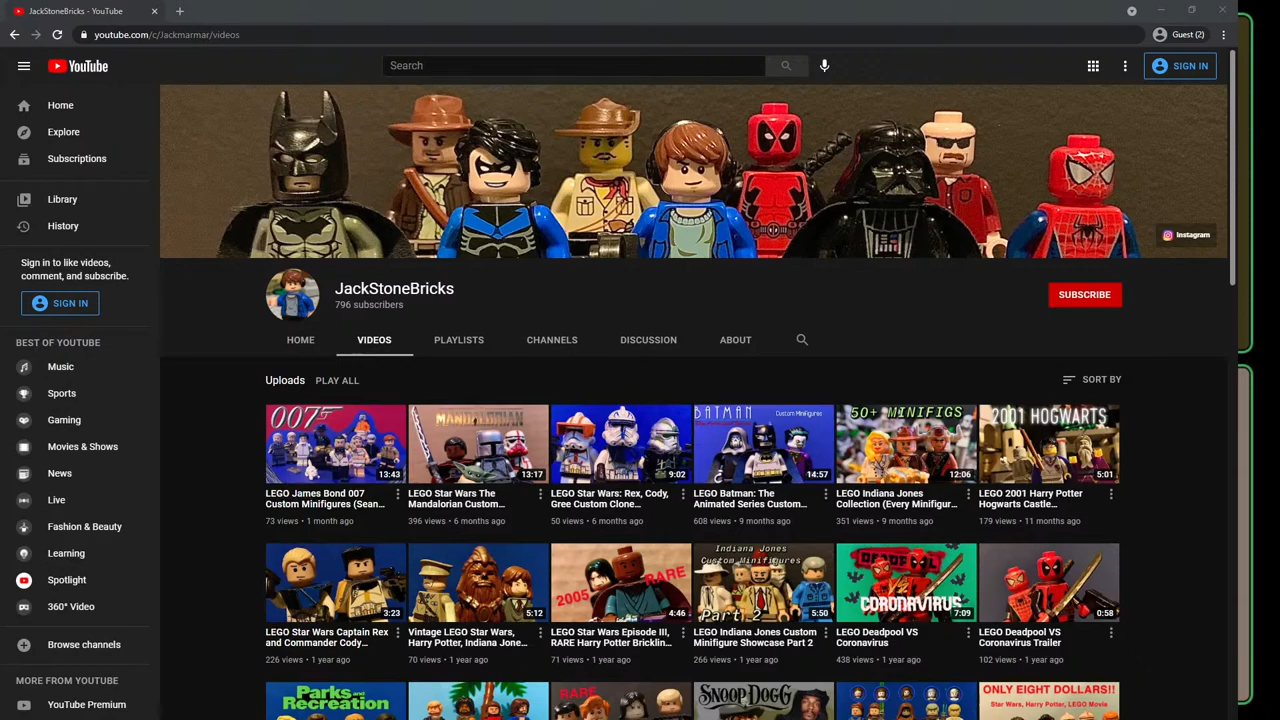 JackStoneBricks - YouTube
youtube.com/c/Jackmarmar/videos
Guest (2)
YouTube
Search
SIGN IN
Home
Explore
Subscriptions
Library
History
Sign in to like videos,
comment, and subscribe.
SIGN IN
BEST OF YOUTUBE
Music
Sports
Gaming
Movies & Shows
News
Live
Fashion & Beauty
Learning
Spotlight
360° Video
Browse channels
MORE FROM YOUTUBE
YouTube Premium
Instagram
JackStoneBricks
796 subscribers
SUBSCRIBE
HOME
VIDEOS
PLAYLISTS
CHANNELS
DISCUSSION
ABOUT
Uploads
PLAY ALL
SORT BY
007
13:43
LEGO James Bond 007
Custom Minifigures (Sean...
73 views • 1 month ago
MANDALORIAN
13:17
LEGO Star Wars The
Mandalorian Custom...
396 views • 6 months ago
9:02
LEGO Star Wars: Rex, Cody,
Gree Custom Clone...
50 views • 6 months ago
BATMAN
Custom Minifigures
14:57
LEGO Batman: The
Animated Series Custom...
608 views • 9 months ago
50+ MINIFIGS
12:06
LEGO Indiana Jones
Collection (Every Minifigur...
351 views • 9 months ago
2001 HOGWARTS
5:01
LEGO 2001 Harry Potter
Hogwarts Castle...
179 views • 11 months ago
3:23
LEGO Star Wars Captain Rex
and Commander Cody...
226 views • 1 year ago
5:12
Vintage LEGO Star Wars,
Harry Potter, Indiana Jone...
70 views • 1 year ago
2005
RARE
4:46
LEGO Star Wars Episode III,
RARE Harry Potter Bricklin...
71 views • 1 year ago
Indiana Jones
Custom Minifigures
Part 2
5:50
LEGO Indiana Jones Custom
Minifigure Showcase Part 2
266 views • 1 year ago
DEADPOOL
VS
CORONAVIRUS
7:09
LEGO Deadpool VS
Coronavirus
438 views • 1 year ago
0:58
LEGO Deadpool VS
Coronavirus Trailer
102 views • 1 year ago
Parks and
Recreation
RARE
SNOOP DOGG
ONLY EIGHT DOLLARS!!
Star Wars, Harry Potter, LEGO Movie